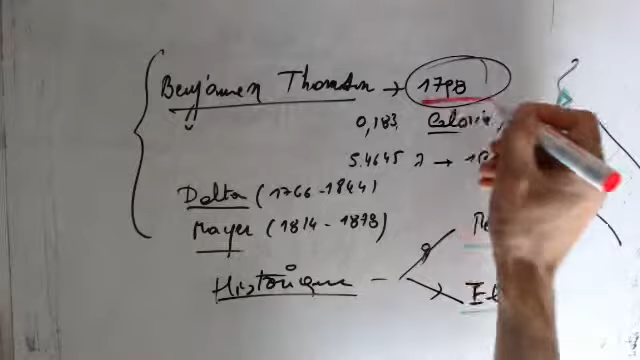 Benjamen Thomson → 1798
0,183 Calorie
5.4645 λ →
Dalton (1766-1844)
Mayer (1814-1878)
Historique